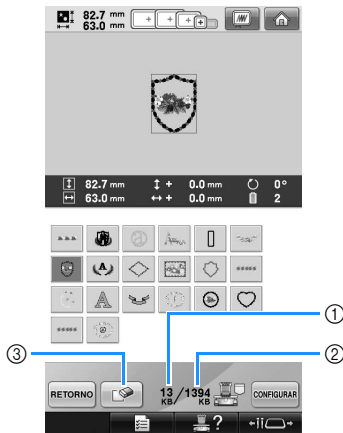 82.7 mm
63.0 mm
82.7 mm + 0.0 mm 0°
63.0 mm + 0.0 mm 2
A
A
①
②
③
RETORNO 13 KB / 1394 KB CONFIGURAR
?